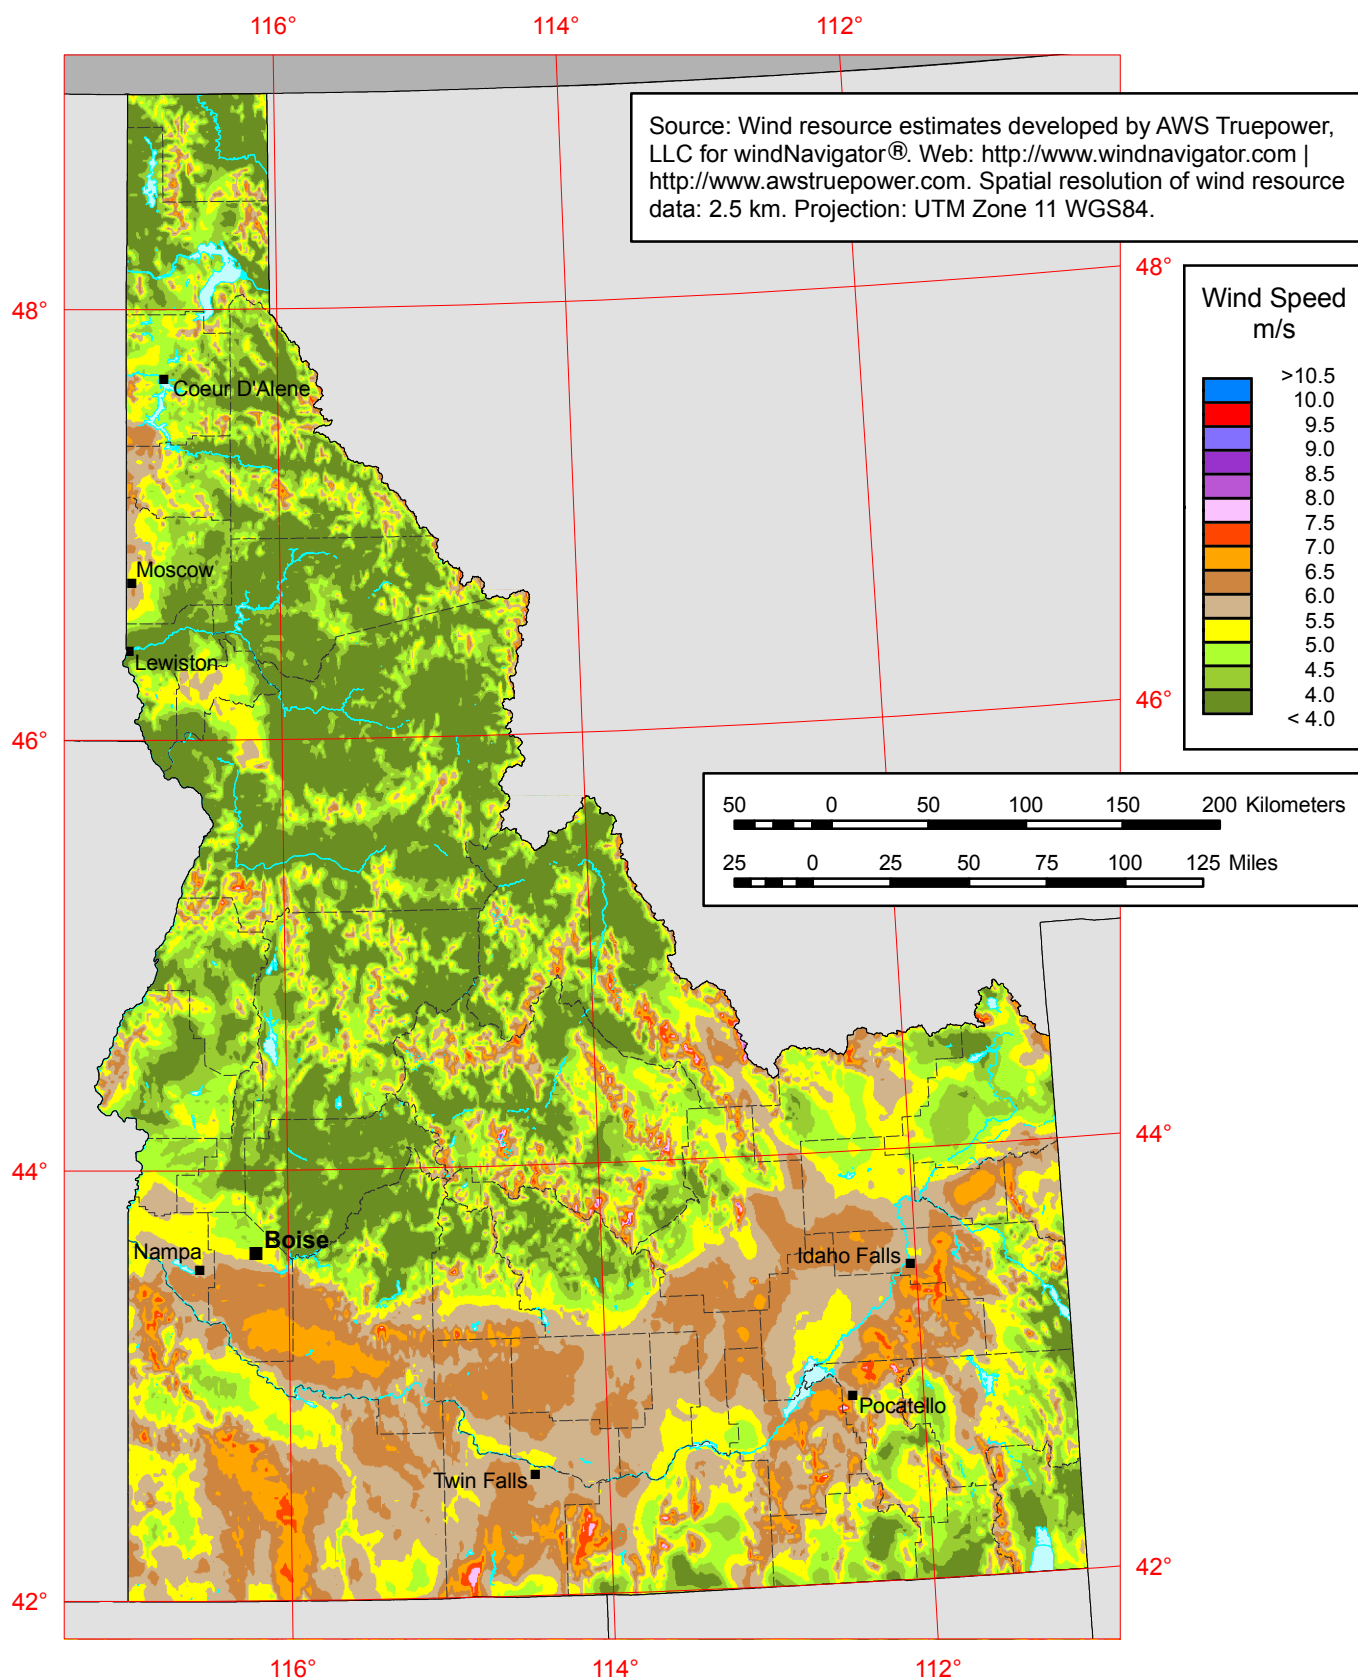 116°
114°
112°
Source: Wind resource estimates developed by AWS Truepower,
LLC for windNavigator®. Web: http://www.windnavigator.com |
http://www.awstruepower.com. Spatial resolution of wind resource
data: 2.5 km. Projection: UTM Zone 11 WGS84.
48°
48°
Wind Speed
m/s
>10.5
10.0
9.5
9.0
8.5
8.0
7.5
7.0
6.5
6.0
5.5
5.0
4.5
4.0
< 4.0
Coeur D'Alene
Moscow
Lewiston
46°
46°
50 0 50 100 150 200 Kilometers
25 0 25 50 75 100 125 Miles
44°
44°
Boise
Nampa
Idaho Falls
Pocatello
Twin Falls
42°
42°
116°
114°
112°